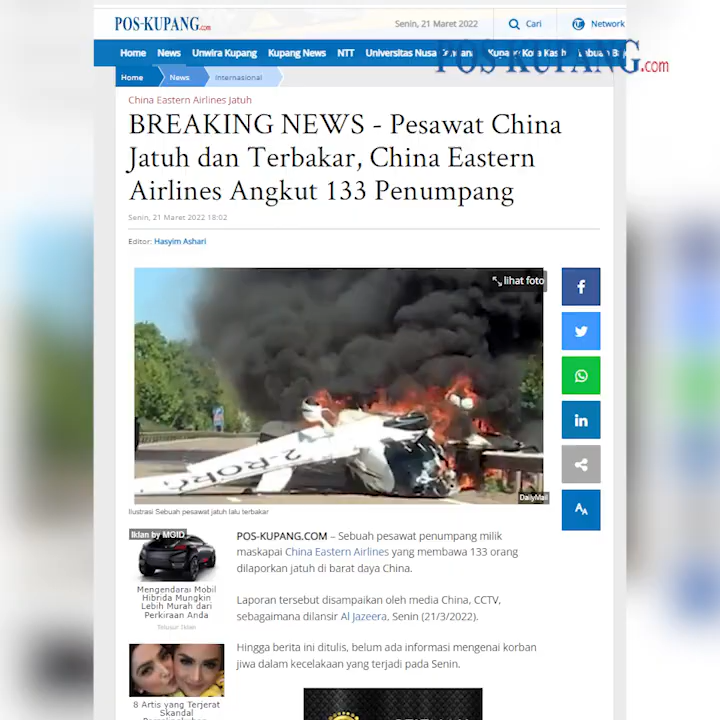 POS-KUPANG.com
Senin, 21 Maret 2022
Cari
Network
Home News Unwira Kupang Kupang News NTT Universitas Nusa
POS-KUPANG.com
Home News Internasional
China Eastern Airlines Jatuh
BREAKING NEWS - Pesawat China
Jatuh dan Terbakar, China Eastern
Airlines Angkut 133 Penumpang
Senin, 21 Maret 2022 18:02
Editor: Hasyim Ashari
lihat foto
DailyMail
Ilustrasi Sebuah pesawat jatuh lalu terbakar
Iklan by MGID
Mengendarai Mobil
Hibrida Mungkin
Lebih Murah dari
Perkiraan Anda
8 Artis yang Terjerat
Skandal
POS-KUPANG.COM – Sebuah pesawat penumpang milik
maskapai China Eastern Airlines yang membawa 133 orang
dilaporkan jatuh di barat daya China.
Laporan tersebut disampaikan oleh media China, CCTV,
sebagaimana dilansir Al Jazeera, Senin (21/3/2022).
Hingga berita ini ditulis, belum ada informasi mengenai korban
jiwa dalam kecelakaan yang terjadi pada Senin.